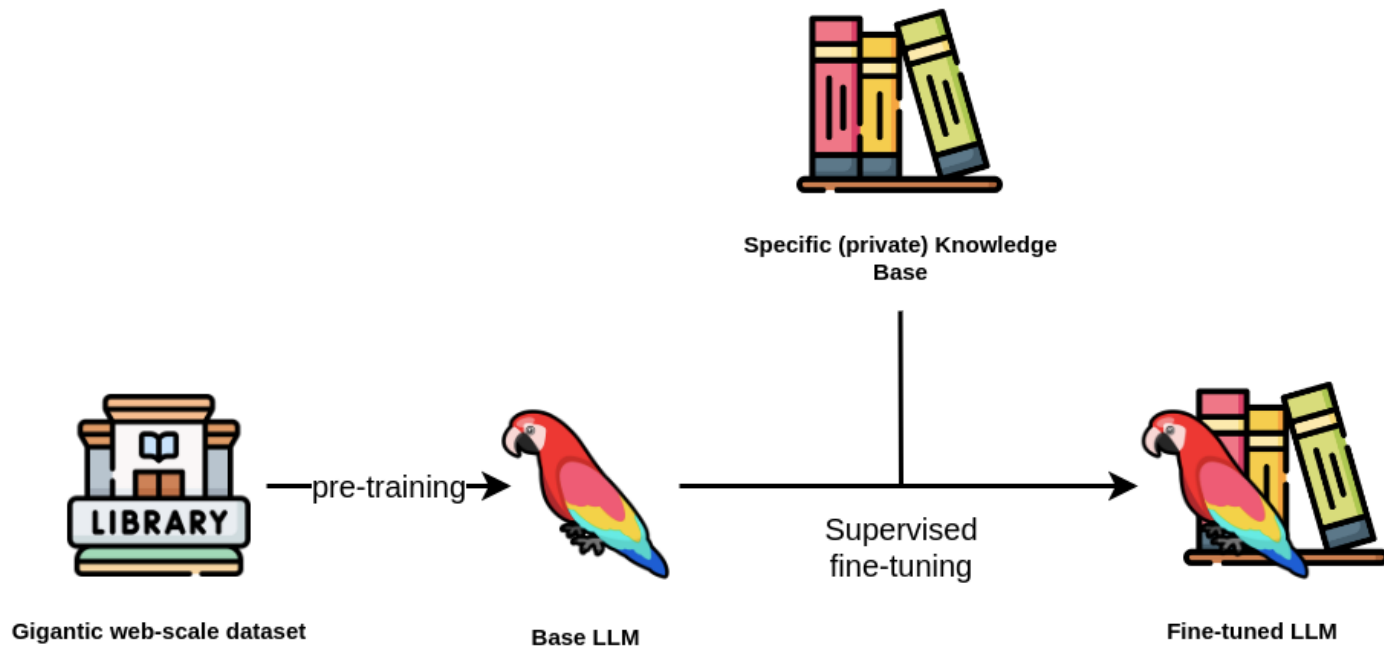 Specific (private) Knowledge
Base
LIBRARY
pre-training
Supervised
fine-tuning
Gigantic web-scale dataset
Base LLM
Fine-tuned LLM